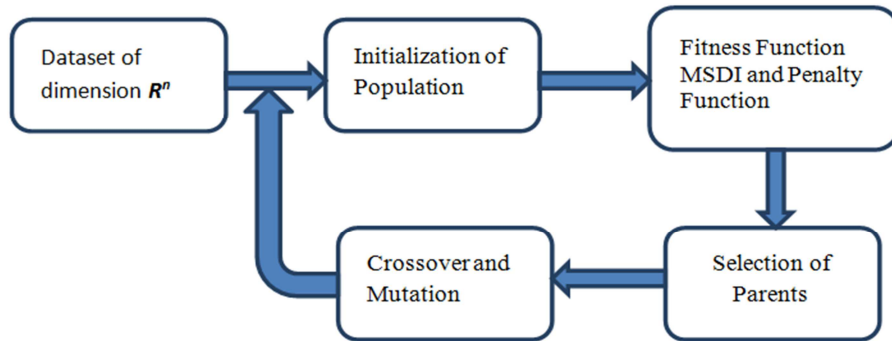 Dataset of
dimension Rⁿ
Initialization of
Population
Fitness Function
MSDI and Penalty
Function
Crossover and
Mutation
Selection of
Parents